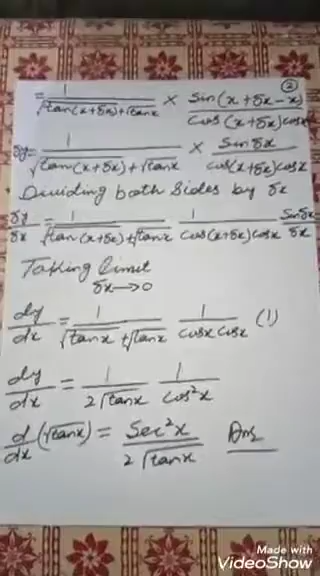 ②
= 1/(√tan(x+δx) + √tanx) × sin(x+δx-x)/(cos(x+δx)cosx
δy = 1/(√tan(x+δx) + √tanx) × sinδx/(cos(x+δx)cosx)
Dividing both sides by δx
δy/δx = 1/(√tan(x+δx) + √tanx) 1/(cos(x+δx)cosx) sinδx/δx
Taking limit
δx→0
dy/dx = 1/(√tanx + √tanx) 1/(cosx cosx) (1)
dy/dx = 1/(2√tanx) 1/cos²x
d/dx (√tanx) = Sec²x/(2√tanx) Ans
Made with
VideoShow